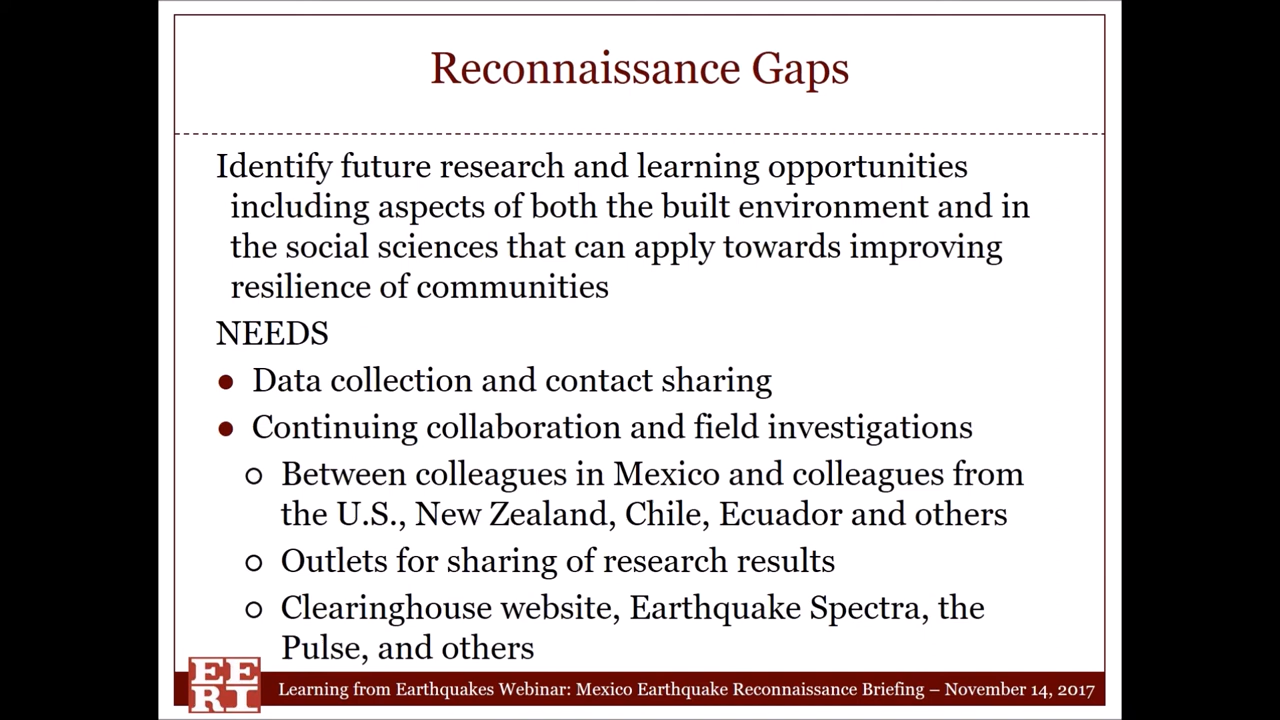 Reconnaissance Gaps
Identify future research and learning opportunities
including aspects of both the built environment and in
the social sciences that can apply towards improving
resilience of communities
NEEDS
● Data collection and contact sharing
● Continuing collaboration and field investigations
○ Between colleagues in Mexico and colleagues from
the U.S., New Zealand, Chile, Ecuador and others
○ Outlets for sharing of research results
○ Clearinghouse website, Earthquake Spectra, the
Pulse, and others
EE
RI
Learning from Earthquakes Webinar: Mexico Earthquake Reconnaissance Briefing – November 14, 2017